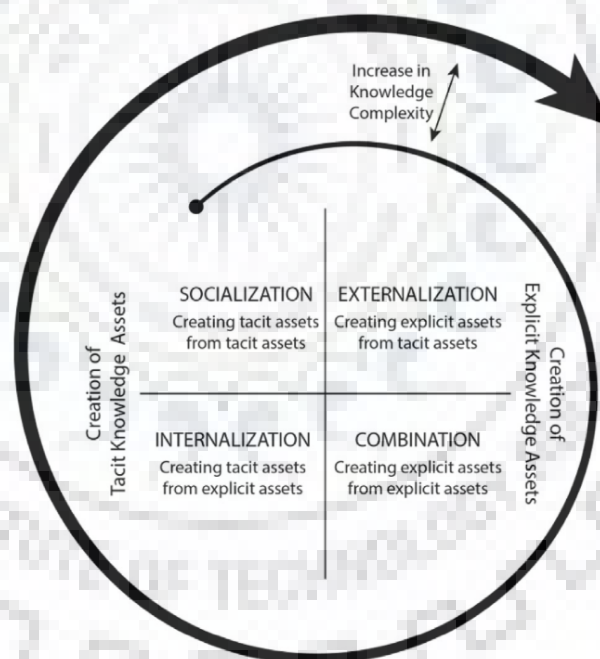 Increase in
Knowledge
Complexity
SOCIALIZATION
Creating tacit assets
from tacit assets
EXTERNALIZATION
Creating explicit assets
from tacit assets
INTERNALIZATION
Creating tacit assets
from explicit assets
COMBINATION
Creating explicit assets
from explicit assets
Creation of
Tacit Knowledge Assets
Creation of
Explicit Knowledge Assets